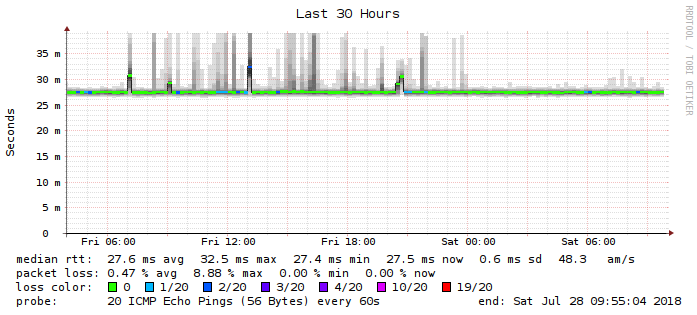 Last 30 Hours
RRDTOOL / TOBI OETIKER
Seconds
35 m
30 m
25 m
20 m
15 m
10 m
5 m
0
Fri 06:00 Fri 12:00 Fri 18:00 Sat 00:00 Sat 06:00
median rtt: 27.6 ms avg 32.5 ms max 27.4 ms min 27.5 ms now 0.6 ms sd 48.3 am/s
packet loss: 0.47 % avg 8.88 % max 0.00 % min 0.00 % now
loss color: 0 1/20 2/20 3/20 4/20 10/20 19/20
probe: 20 ICMP Echo Pings (56 Bytes) every 60s end: Sat Jul 28 09:55:04 2018